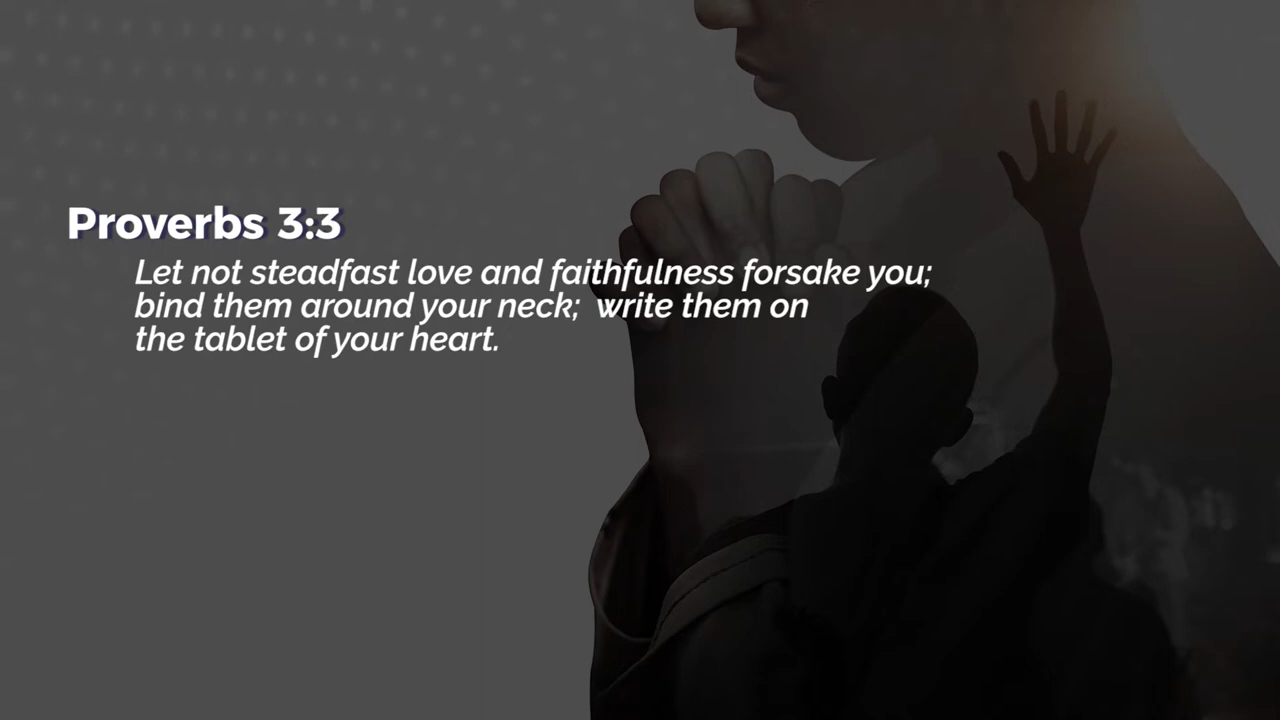 Proverbs 3:3
Let not steadfast love and faithfulness forsake you;
bind them around your neck;  write them on
the tablet of your heart.